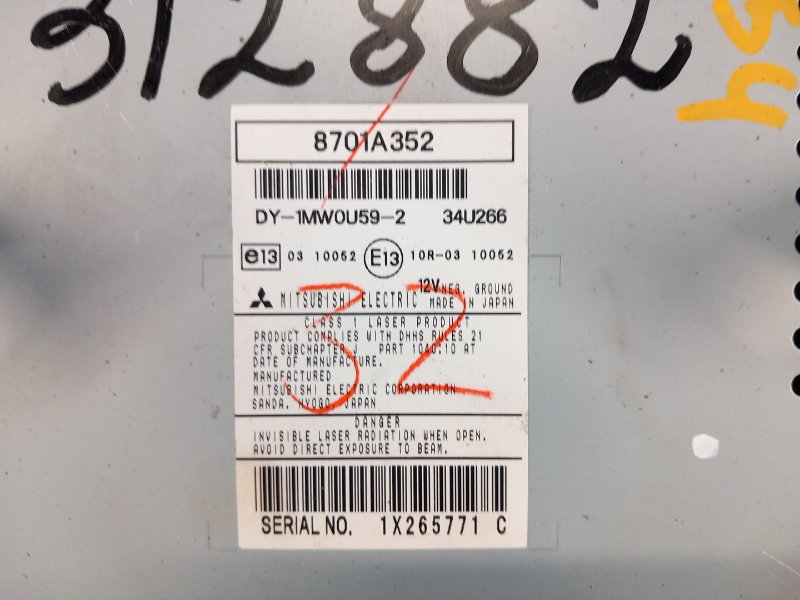 312882
54
8701A352
DY-1MW0U59-2 34U266
e13 03 10052 E13 10R-03 10052
12V NEG. GROUND
MITSUBISHI ELECTRIC MADE IN JAPAN
32
CLASS 1 LASER PRODUCT
PRODUCT COMPLIES WITH DHHS RULES 21
CFR SUBCHAPTER J PART 1040.10 AT
DATE OF MANUFACTURE.
MANUFACTURED
MITSUBISHI ELECTRIC CORPORATION
SANDA, HYOGO, JAPAN
DANGER
INVISIBLE LASER RADIATION WHEN OPEN.
AVOID DIRECT EXPOSURE TO BEAM.
SERIAL NO. 1X265771 C